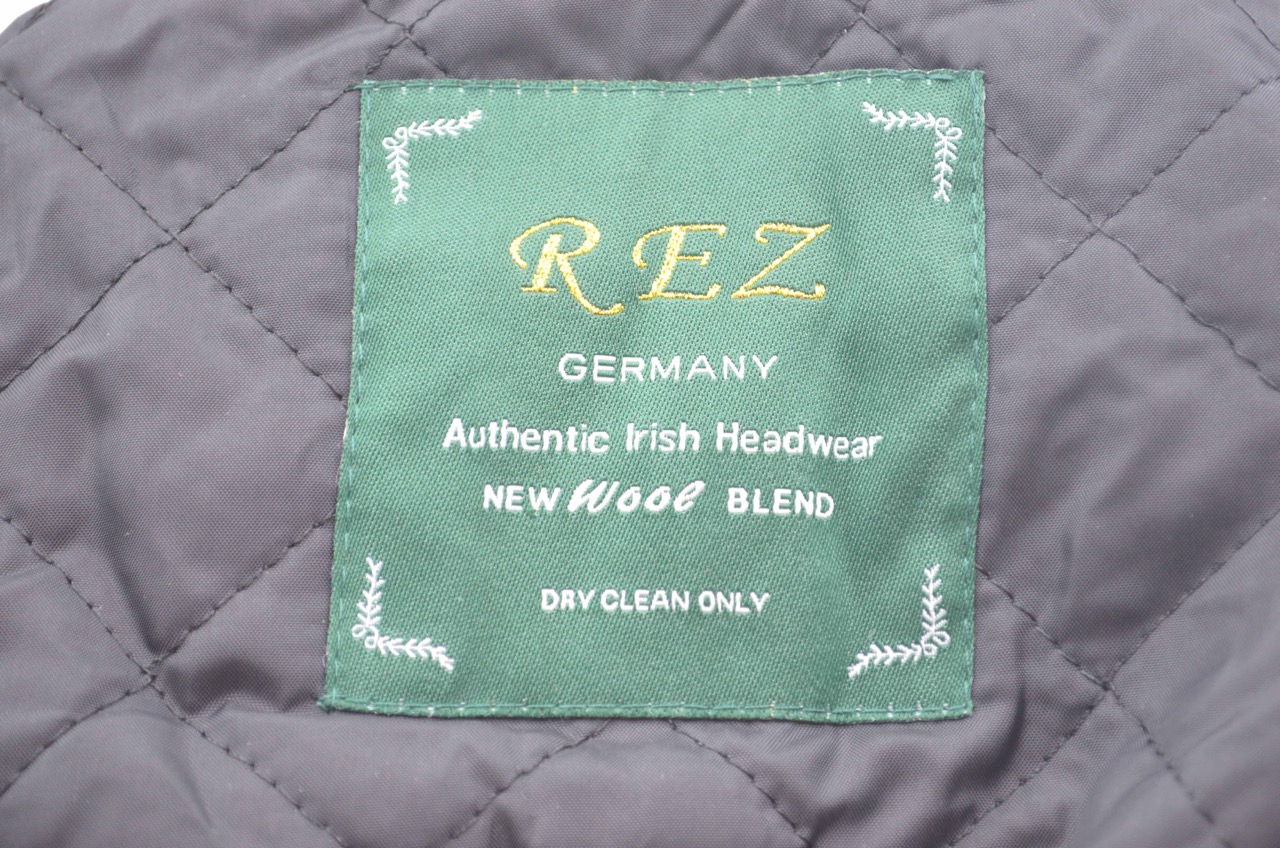 REZ
GERMANY
Authentic Irish Headwear
NEW Wool BLEND
DRY CLEAN ONLY